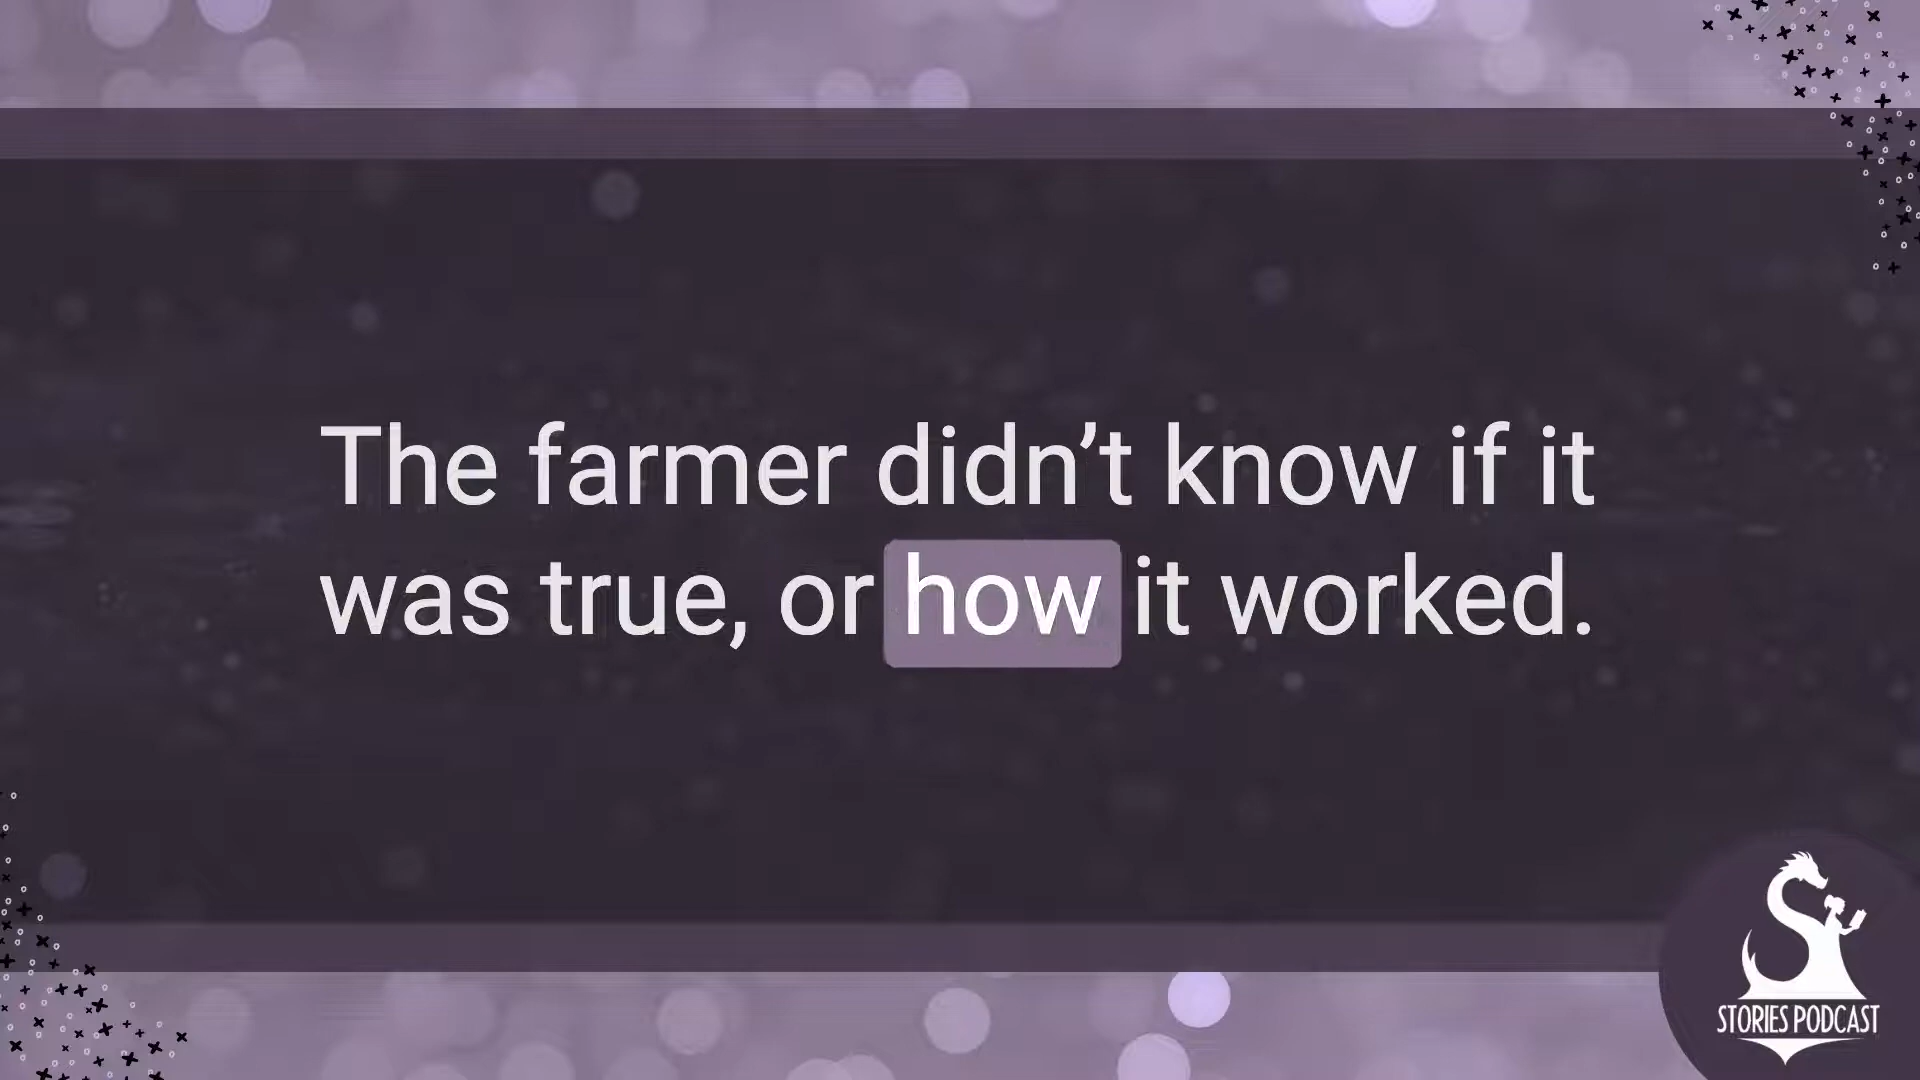 The farmer didn’t know if it
was true, or how it worked.
STORIES PODCAST